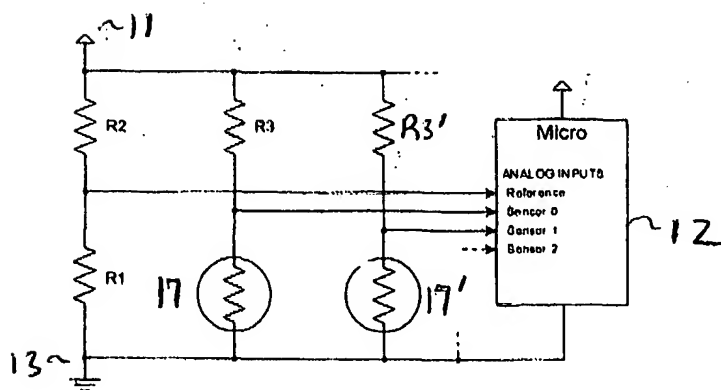 11
R2
R3
R3'
Micro
ANALOG INPUTS
Reference
Sensor 0
Sensor 1
Sensor 2
12
R1
17
17'
13